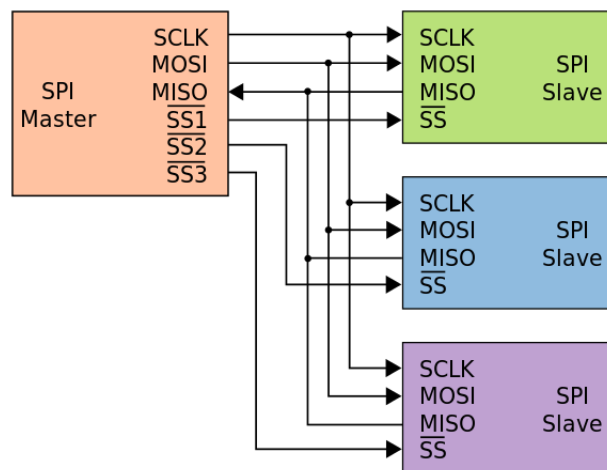 SPI
Master
SCLK
MOSI
MISO
SS1
SS2
SS3
SCLK
MOSI
MISO
SS
SPI
Slave
SCLK
MOSI
MISO
SS
SPI
Slave
SCLK
MOSI
MISO
SS
SPI
Slave